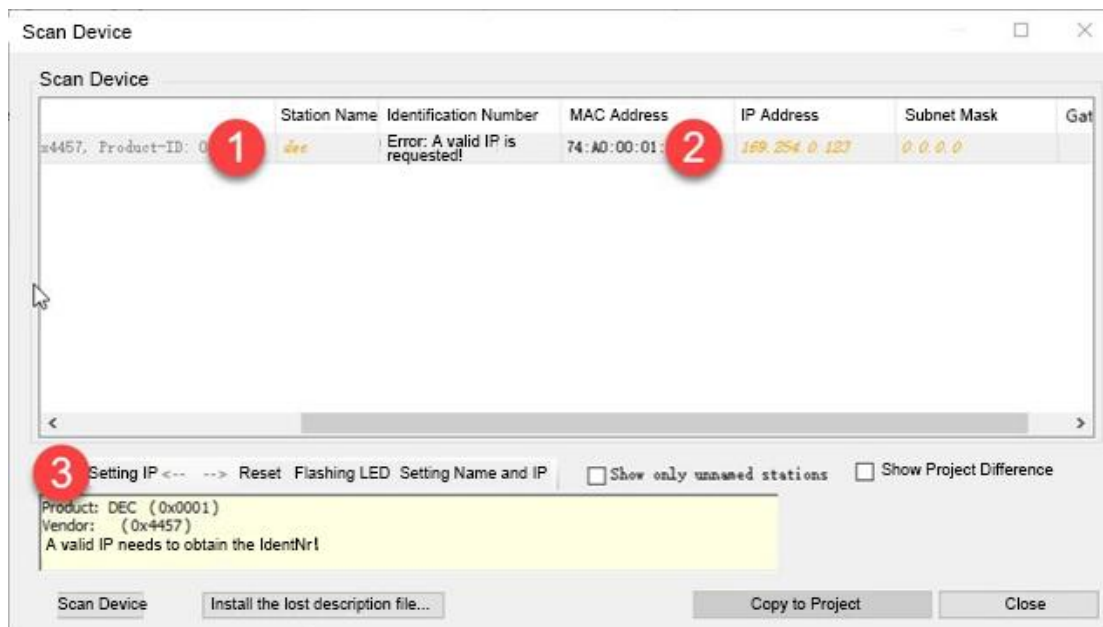 Scan Device
Scan Device
Station Name Identification Number MAC Address IP Address Subnet Mask Gat
x4457, Product-ID: 0 1 dec Error: A valid IP is requested! 74:A0:00:01: 2 169.254.0.123 0.0.0.0
3 Setting IP <-- --> Reset Flashing LED Setting Name and IP Show only unnamed stations Show Project Difference
Product: DEC (0x0001)
Vendor: (0x4457)
A valid IP needs to obtain the IdentNr!
Scan Device Install the lost description file... Copy to Project Close